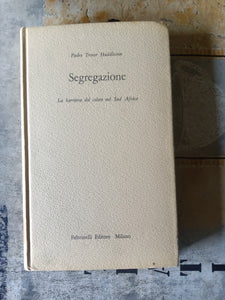 Padre Trevor Huddleston
Segregazione
La barriera del colore nel Sud Africa
Feltrinelli Editore Milano